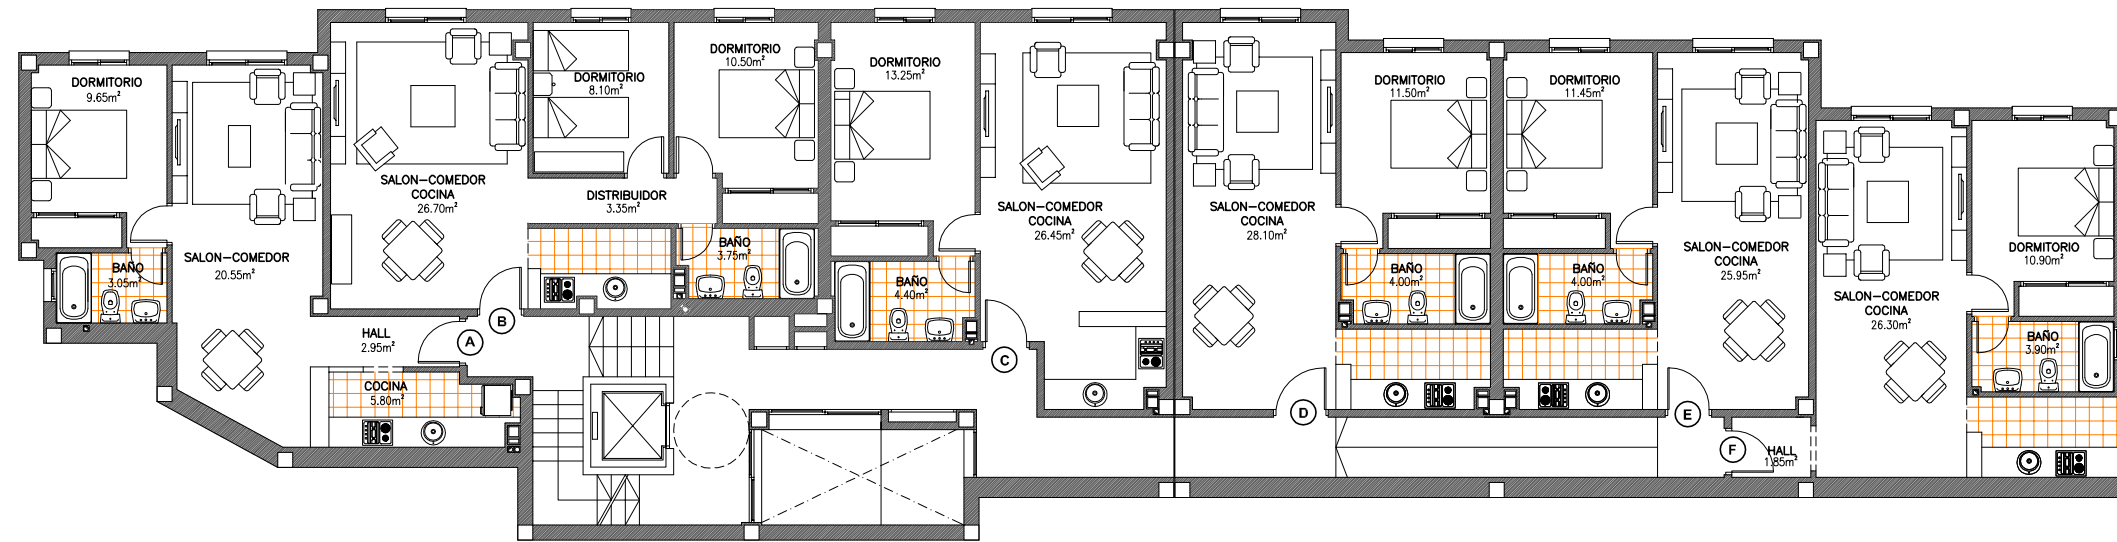 DORMITORIO
9.65m²
SALON-COMEDOR
20.55m²
BAÑO
3.05m²
HALL
2.95m²
COCINA
5.80m²
A
SALON-COMEDOR
COCINA
26.70m²
DORMITORIO
8.10m²
DORMITORIO
10.50m²
DISTRIBUIDOR
3.35m²
BAÑO
3.75m²
B
DORMITORIO
13.25m²
SALON-COMEDOR
COCINA
26.45m²
BAÑO
4.40m²
C
SALON-COMEDOR
COCINA
28.10m²
DORMITORIO
11.50m²
BAÑO
4.00m²
D
DORMITORIO
11.45m²
SALON-COMEDOR
COCINA
25.95m²
BAÑO
4.00m²
E
F
HALL
1.85m²
SALON-COMEDOR
COCINA
26.30m²
DORMITORIO
10.90m²
BAÑO
3.90m²